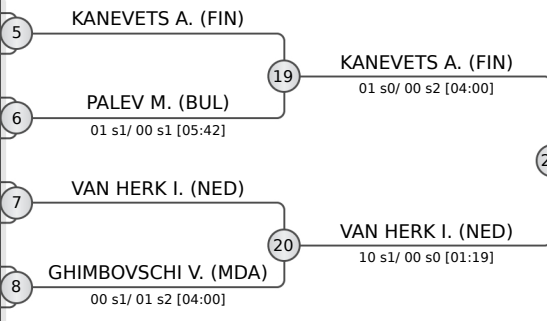 5
KANEVETS A. (FIN)
19
KANEVETS A. (FIN)
01 s0/ 00 s2 [04:00]
6
PALEV M. (BUL)
01 s1/ 00 s1 [05:42]
7
VAN HERK I. (NED)
20
VAN HERK I. (NED)
10 s1/ 00 s0 [01:19]
8
GHIMBOVSCHI V. (MDA)
00 s1/ 01 s2 [04:00]